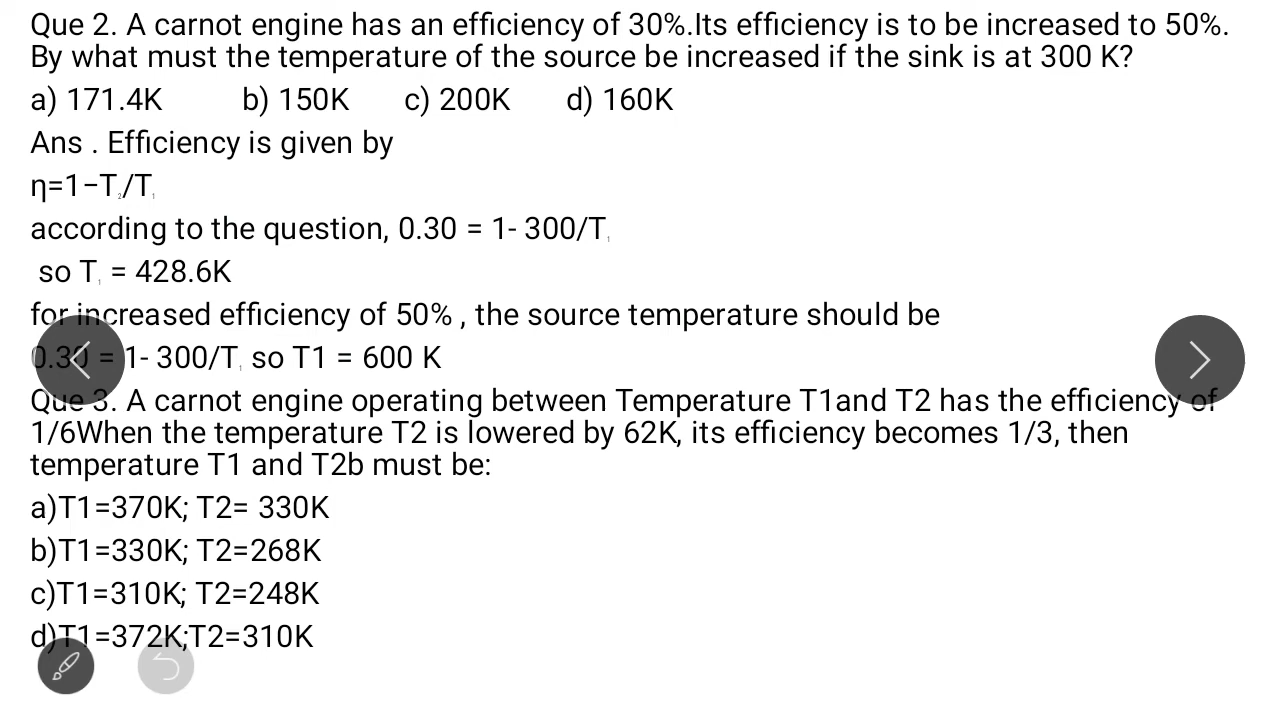 Que 2. A carnot engine has an efficiency of 30%.Its efficiency is to be increased to 50%.
By what must the temperature of the source be increased if the sink is at 300 K?
a) 171.4K b) 150K c) 200K d) 160K
Ans . Efficiency is given by
η=1−T₂/T₁
according to the question, 0.30 = 1- 300/T₁
so T₁ = 428.6K
for increased efficiency of 50% , the source temperature should be
0.30 = 1- 300/T₁ so T1 = 600 K
Que 3. A carnot engine operating between Temperature T1and T2 has the efficiency of
1/6When the temperature T2 is lowered by 62K, its efficiency becomes 1/3, then
temperature T1 and T2b must be:
a)T1=370K; T2= 330K
b)T1=330K; T2=268K
c)T1=310K; T2=248K
d)T1=372K;T2=310K